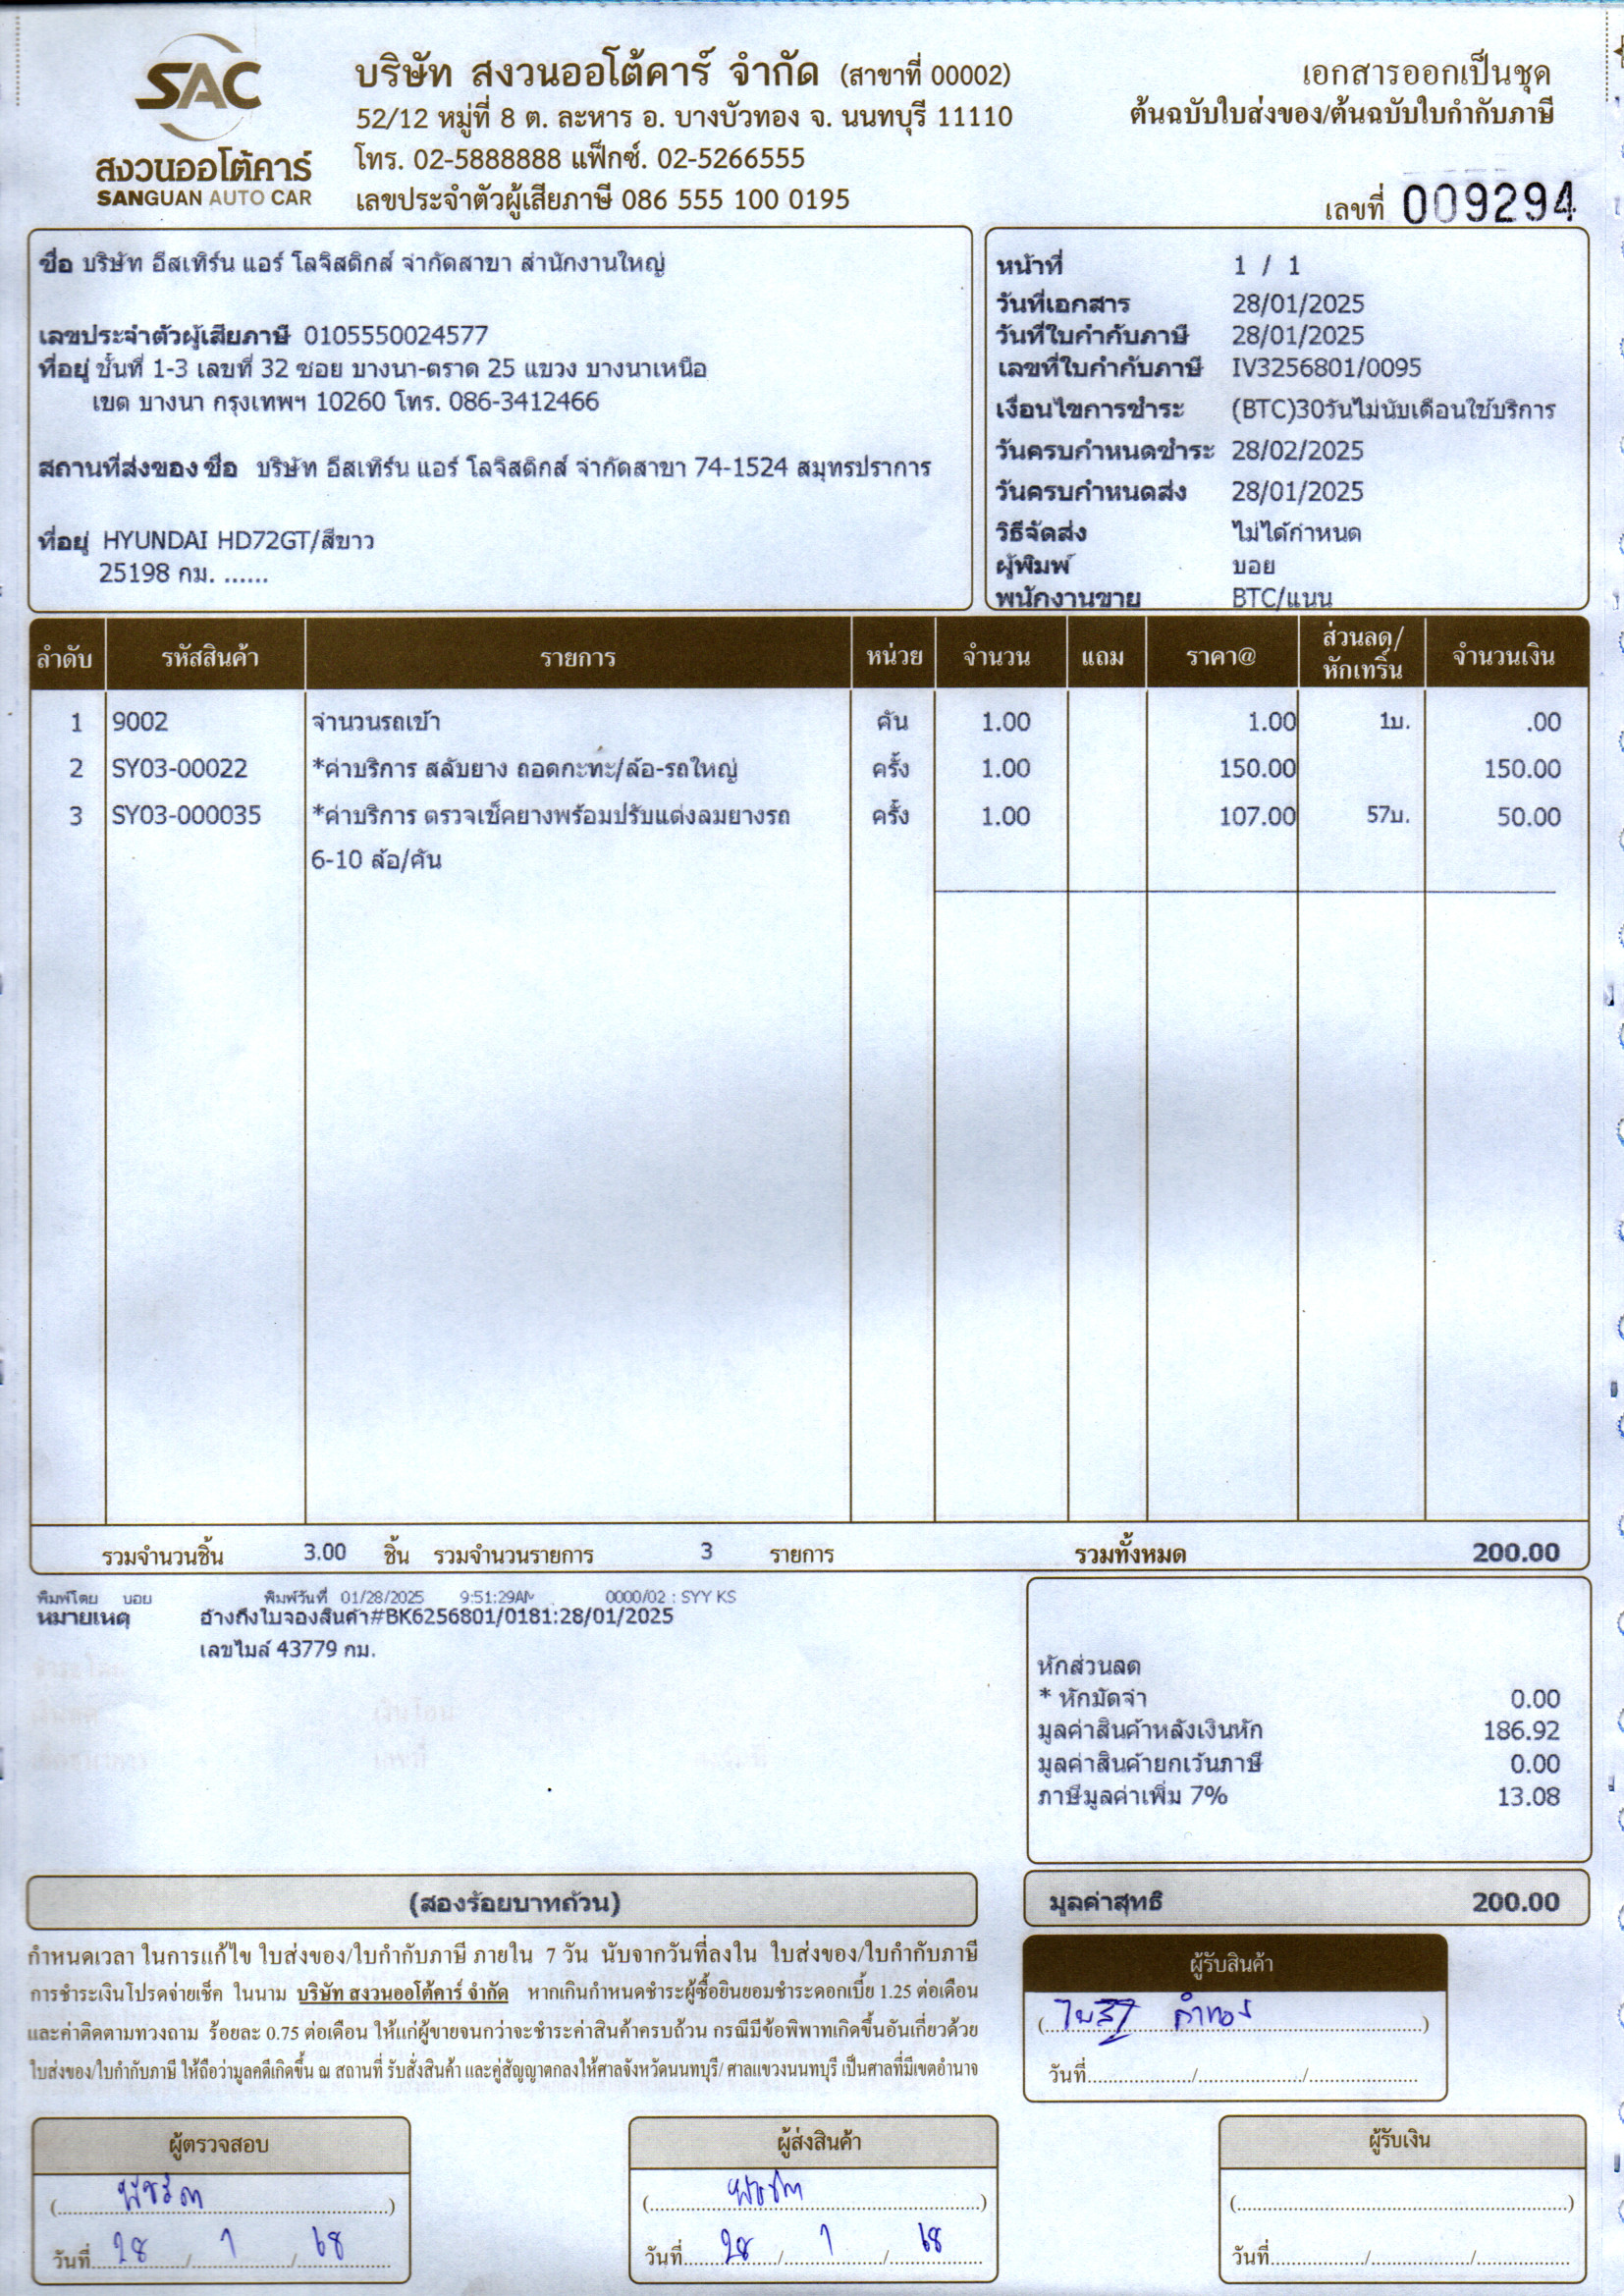 SAC
สงวนออโต้คาร์
SANGUAN AUTO CAR
บริษัท สงวนออโต้คาร์ จำกัด (สาขาที่ 00002)
52/12 หมู่ที่ 8 ต. ละหาร อ. บางบัวทอง จ. นนทบุรี 11110
โทร. 02-5888888 แฟ็กซ์. 02-5266555
เลขประจำตัวผู้เสียภาษี 086 555 100 0195
เอกสารออกเป็นชุด
ต้นฉบับใบส่งของ/ต้นฉบับใบกำกับภาษี
เลขที่ 009294
ชื่อ บริษัท อีสเทิร์น แอร์ โลจิสติกส์ จำกัดสาขา สำนักงานใหญ่
เลขประจำตัวผู้เสียภาษี 0105550024577
ที่อยู่ ชั้นที่ 1-3 เลขที่ 32 ซอย บางนา-ตราด 25 แขวง บางนาเหนือ
เขต บางนา กรุงเทพฯ 10260 โทร. 086-3412466
สถานที่ส่งของ ชื่อ บริษัท อีสเทิร์น แอร์ โลจิสติกส์ จำกัดสาขา 74-1524 สมุทรปราการ
ที่อยู่ HYUNDAI HD72GT/สีขาว
25198 กม. ......
หน้าที่ 1 / 1
วันที่เอกสาร 28/01/2025
วันที่ใบกำกับภาษี 28/01/2025
เลขที่ใบกำกับภาษี IV3256801/0095
เงื่อนไขการชำระ (BTC)30วันไม่นับเดือนใช้บริการ
วันครบกำหนดชำระ 28/02/2025
วันครบกำหนดส่ง 28/01/2025
วิธีจัดส่ง ไม่ได้กำหนด
ผู้พิมพ์ บอย
พนักงานขาย BTC/แนน
ลำดับ รหัสสินค้า รายการ หน่วย จำนวน แถม ราคา@ ส่วนลด/หักเทริ์น จำนวนเงิน
1 9002 จำนวนรถเข้า คัน 1.00 1.00 1บ. .00
2 SY03-00022 *ค่าบริการ สลับยาง ถอดกะทะ/ล้อ-รถใหญ่ ครั้ง 1.00 150.00 150.00
3 SY03-000035 *ค่าบริการ ตรวจเช็คยางพร้อมปรับแต่งลมยางรถ ครั้ง 1.00 107.00 57บ. 50.00
6-10 ล้อ/คัน
รวมจำนวนชิ้น 3.00 ชิ้น รวมจำนวนรายการ 3 รายการ รวมทั้งหมด 200.00
พิมพ์โดย บอย พิมพ์วันที่ 01/28/2025 9:51:29AM 0000/02 : SYY KS
หมายเหตุ อ้างถึงใบจองสินค้า#BK6256801/0181:28/01/2025
เลขไมล์ 43779 กม.
หักส่วนลด
* หักมัดจำ 0.00
มูลค่าสินค้าหลังเงินหัก 186.92
มูลค่าสินค้ายกเว้นภาษี 0.00
ภาษีมูลค่าเพิ่ม 7% 13.08
(สองร้อยบาทถ้วน)
มูลค่าสุทธิ 200.00
กำหนดเวลา ในการแก้ไข ใบส่งของ/ใบกำกับภาษี ภายใน 7 วัน นับจากวันที่ลงใน ใบส่งของ/ใบกำกับภาษี
การชำระเงินโปรดจ่ายเช็ค ในนาม บริษัท สงวนออโต้คาร์ จำกัด หากเกินกำหนดชำระผู้ซื้อยินยอมชำระดอกเบี้ย 1.25 ต่อเดือน
และค่าติดตามทวงถาม ร้อยละ 0.75 ต่อเดือน ให้แก่ผู้ขายจนกว่าจะชำระค่าสินค้าครบถ้วน กรณีมีข้อพิพาทเกิดขึ้นอันเกี่ยวด้วย
ใบส่งของ/ใบกำกับภาษี ให้ถือว่ามูลคดีเกิดขึ้น ณ สถานที่ รับสั่งสินค้า และคู่สัญญาตกลงให้ศาลจังหวัดนนทบุรี/ ศาลแขวงนนทบุรี เป็นศาลที่มีเขตอำนาจ
ผู้รับสินค้า
วันที่......../......../........
ผู้ตรวจสอบ
วันที่ 28 / 1 / 68
ผู้ส่งสินค้า
วันที่ 28 / 1 / 68
ผู้รับเงิน
วันที่......../......../........